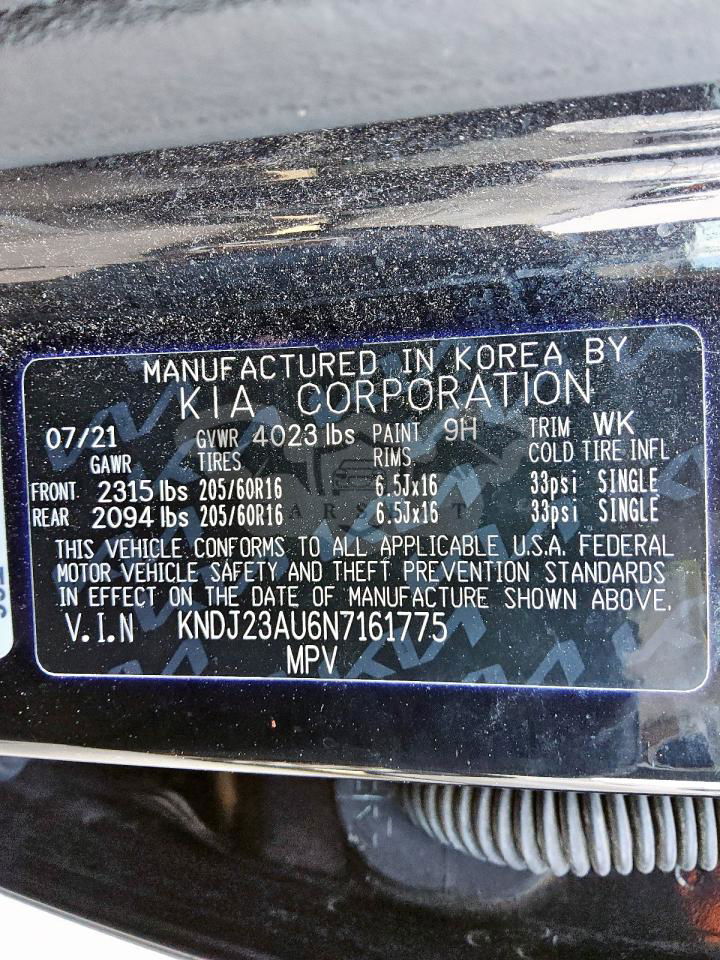 MANUFACTURED IN KOREA BY
KIA CORPORATION
07/21 GVWR 4023 lbs PAINT 9H TRIM WK
GAWR TIRES RIMS COLD TIRE INFL
FRONT 2315 lbs 205/60R16 6.5Jx16 33psi SINGLE
REAR 2094 lbs 205/60R16 6.5Jx16 33psi SINGLE
THIS VEHICLE CONFORMS TO ALL APPLICABLE U.S.A. FEDERAL
MOTOR VEHICLE SAFETY AND THEFT PREVENTION STANDARDS
IN EFFECT ON THE DATE OF MANUFACTURE SHOWN ABOVE.
V.I.N KNDJ23AU6N7161775
MPV